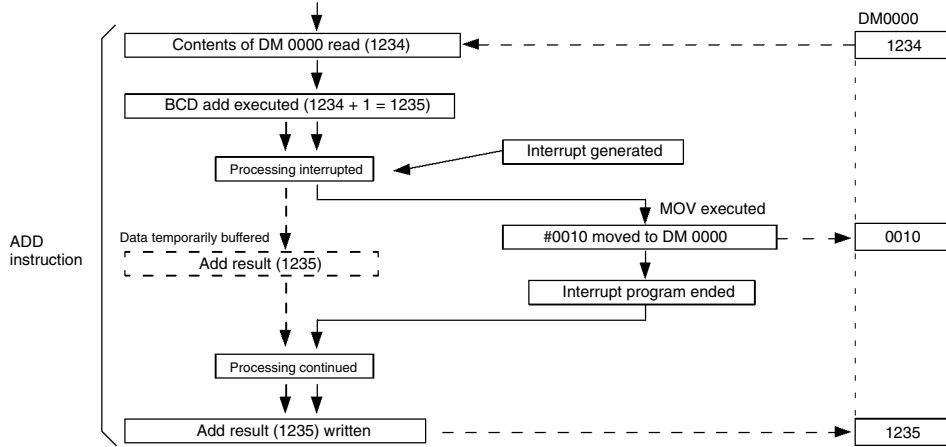 DM0000
Contents of DM 0000 read (1234)
1234
BCD add executed (1234 + 1 = 1235)
Interrupt generated
Processing interrupted
MOV executed
#0010 moved to DM 0000
0010
ADD
instruction
Data temporarily buffered
Add result (1235)
Interrupt program ended
Processing continued
Add result (1235) written
1235